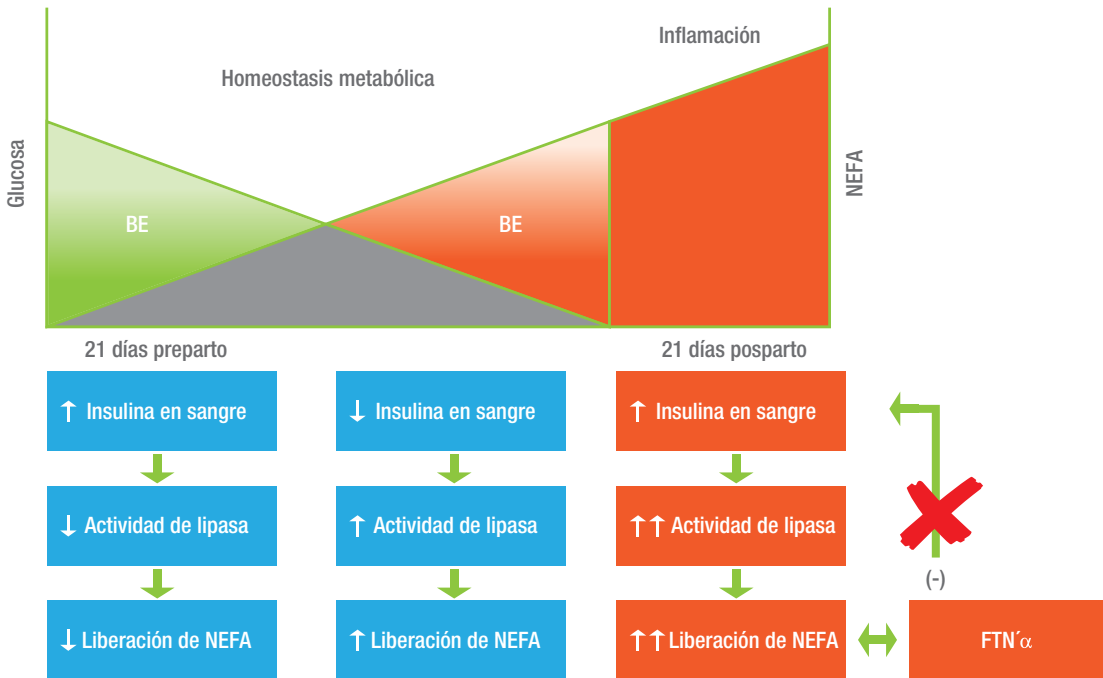 Inflamación
Homeostasis metabólica
Glucosa
NEFA
BE
BE
21 días preparto
21 días posparto
↑ Insulina en sangre
↓ Insulina en sangre
↑ Insulina en sangre
↓ Actividad de lipasa
↑ Actividad de lipasa
↑↑ Actividad de lipasa
(-)
↓ Liberación de NEFA
↑ Liberación de NEFA
↑↑ Liberación de NEFA
FTN´α